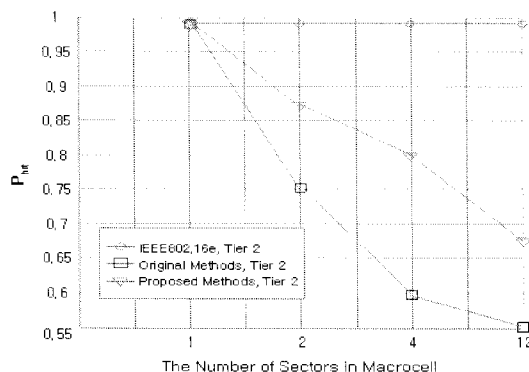 1
0,95
0,9
0,85
0,8
0,75
0,7
0,65
0,6
0,55
P hit
IEEE802,16e, Tier 2
Original Methods, Tier 2
Proposed Methods, Tier 2
1 2 4 12
The Number of Sectors in Macrocell